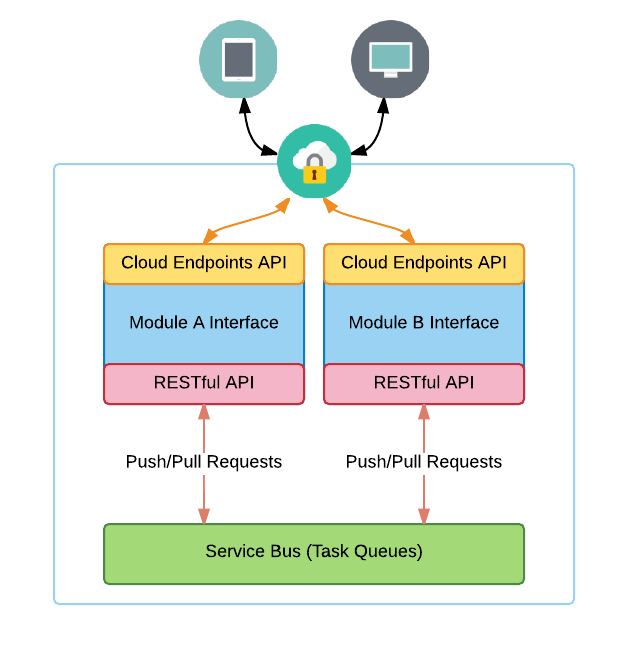 Cloud Endpoints API
Cloud Endpoints API
Module A Interface
Module B Interface
RESTful API
RESTful API
Push/Pull Requests
Push/Pull Requests
Service Bus (Task Queues)